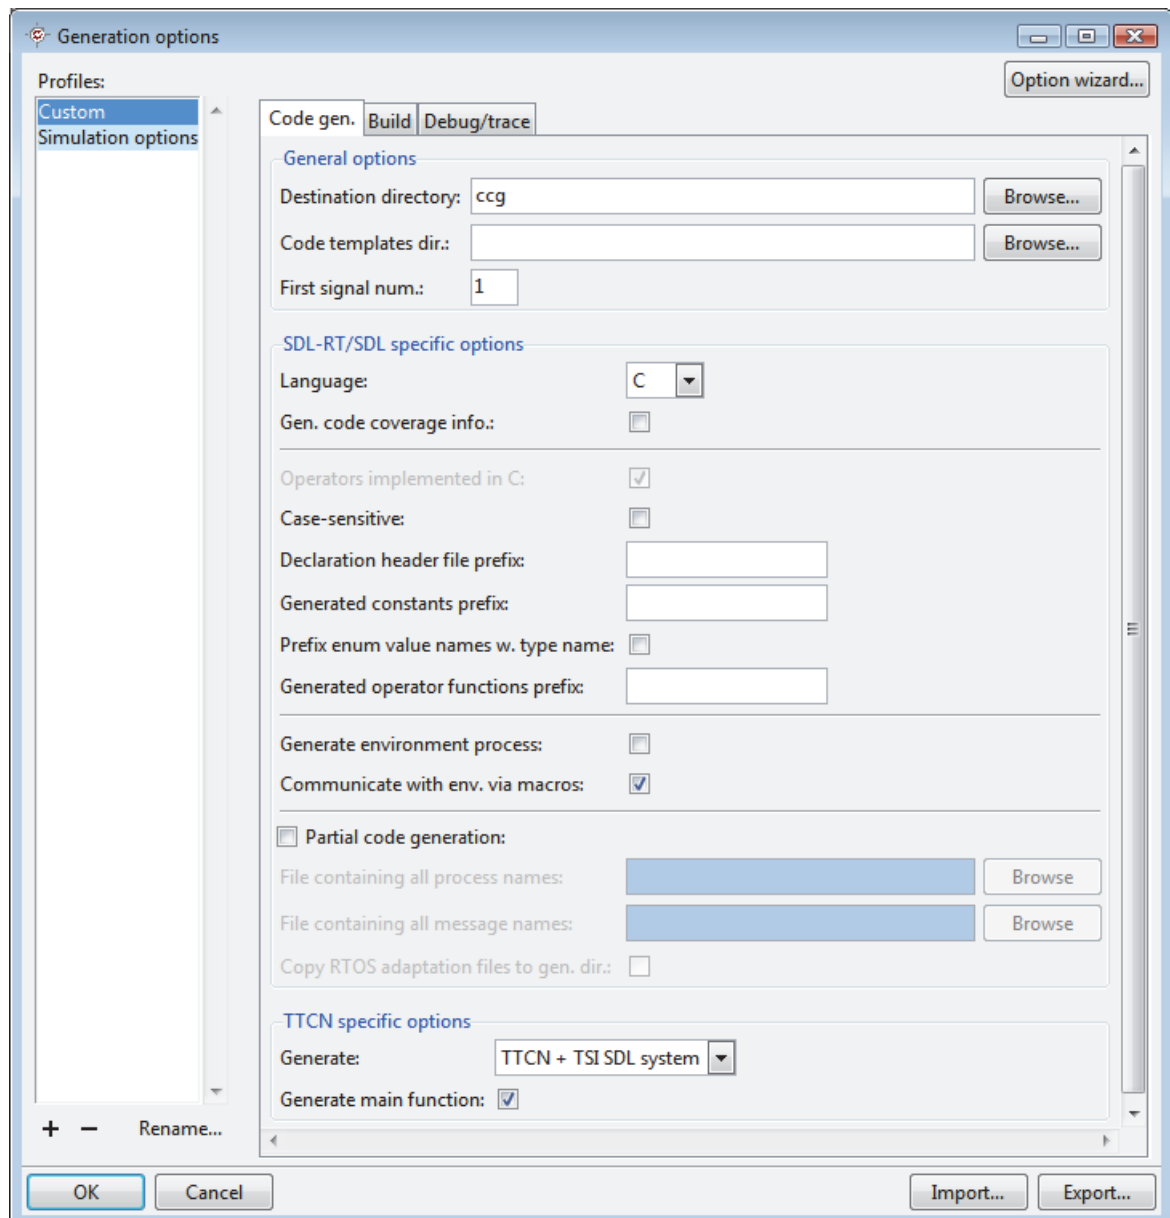 Generation options
Profiles:
Option wizard...
Custom
Simulation options
Code gen. Build Debug/trace
General options
Destination directory: ccg Browse...
Code templates dir.: Browse...
First signal num.: 1
SDL-RT/SDL specific options
Language: C
Gen. code coverage info.:
Operators implemented in C:
Case-sensitive:
Declaration header file prefix:
Generated constants prefix:
Prefix enum value names w. type name:
Generated operator functions prefix:
Generate environment process:
Communicate with env. via macros:
Partial code generation:
File containing all process names: Browse
File containing all message names: Browse
Copy RTOS adaptation files to gen. dir.:
TTCN specific options
Generate: TTCN + TSI SDL system
Generate main function:
+ − Rename...
OK Cancel Import... Export...